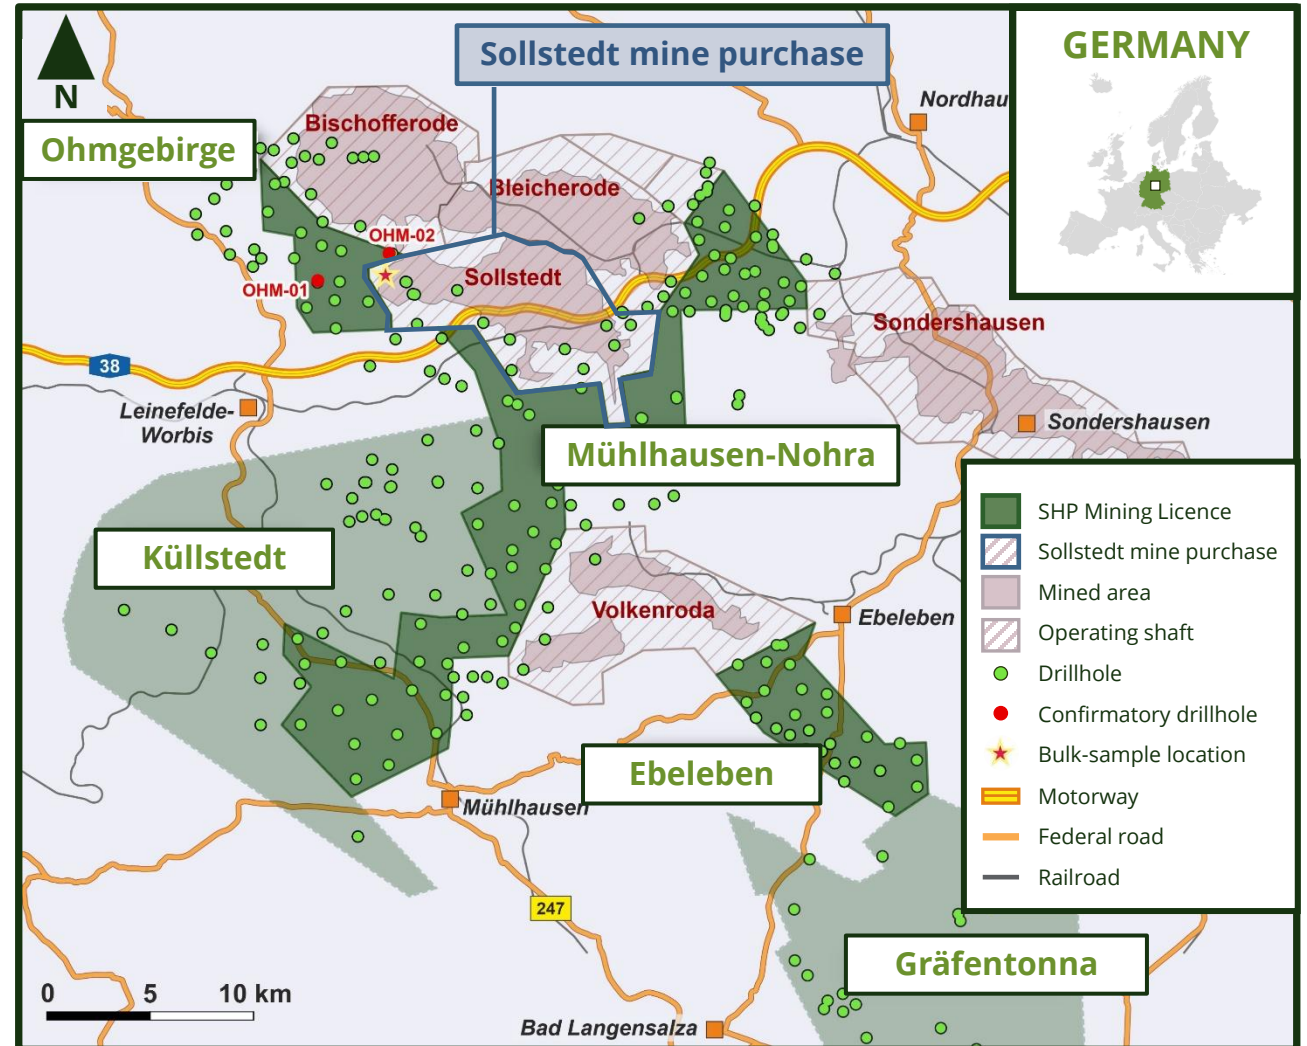 Sollstedt mine purchase
GERMANY
N
Nordhau
Bischofferode
Ohmgebirge
Bleicherode
OHM-02
Sollstedt
OHM-01
Sondershausen
38
Leinefelde-
Worbis
Sondershausen
Mühlhausen-Nohra
SHP Mining Licence
Sollstedt mine purchase
Mined area
Operating shaft
Drillhole
Confirmatory drillhole
Bulk-sample location
Motorway
Federal road
Railroad
Küllstedt
Volkenroda
Ebeleben
Ebeleben
Mühlhausen
247
Gräfentonna
0 5 10 km
Bad Langensalza